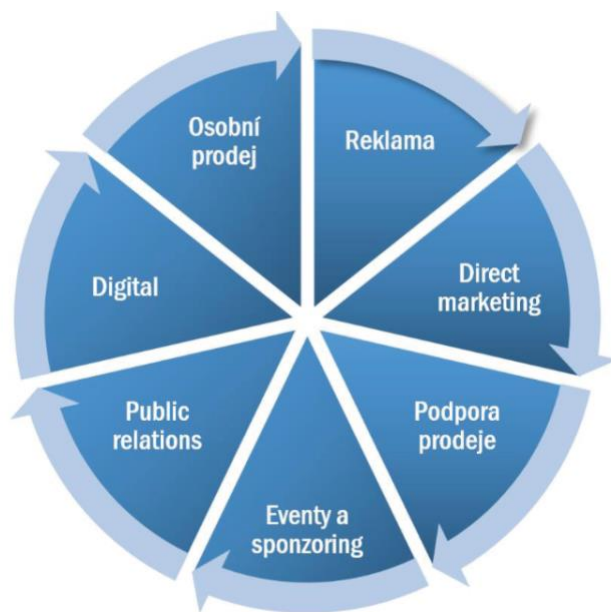 Osobní
prodej
Reklama
Digital
Direct
marketing
Public
relations
Podpora
prodeje
Eventy a
sponzoring